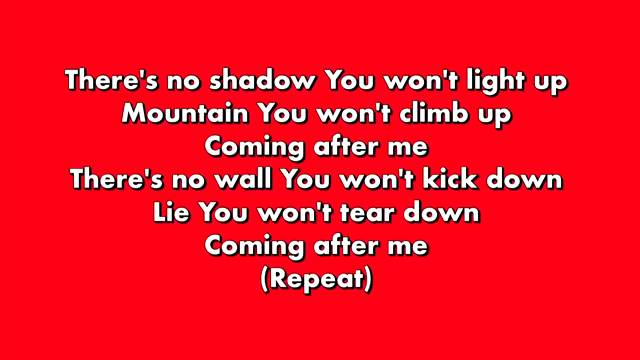 There's no shadow You won't light up
Mountain You won't climb up
Coming after me
There's no wall You won't kick down
Lie You won't tear down
Coming after me
(Repeat)